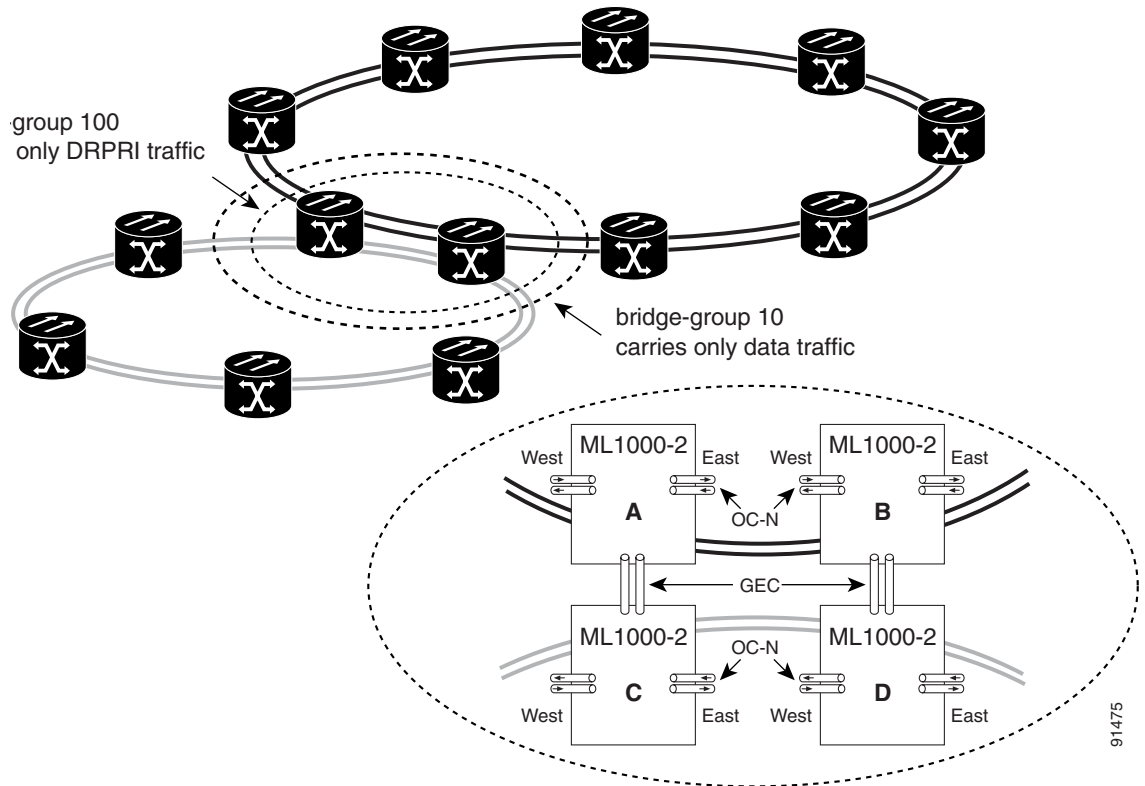 -group 100
only DRPRI traffic
bridge-group 10
carries only data traffic
ML1000-2
ML1000-2
West
East
West
East
A
OC-N
B
GEC
ML1000-2
ML1000-2
OC-N
C
D
West
East
West
East
91475